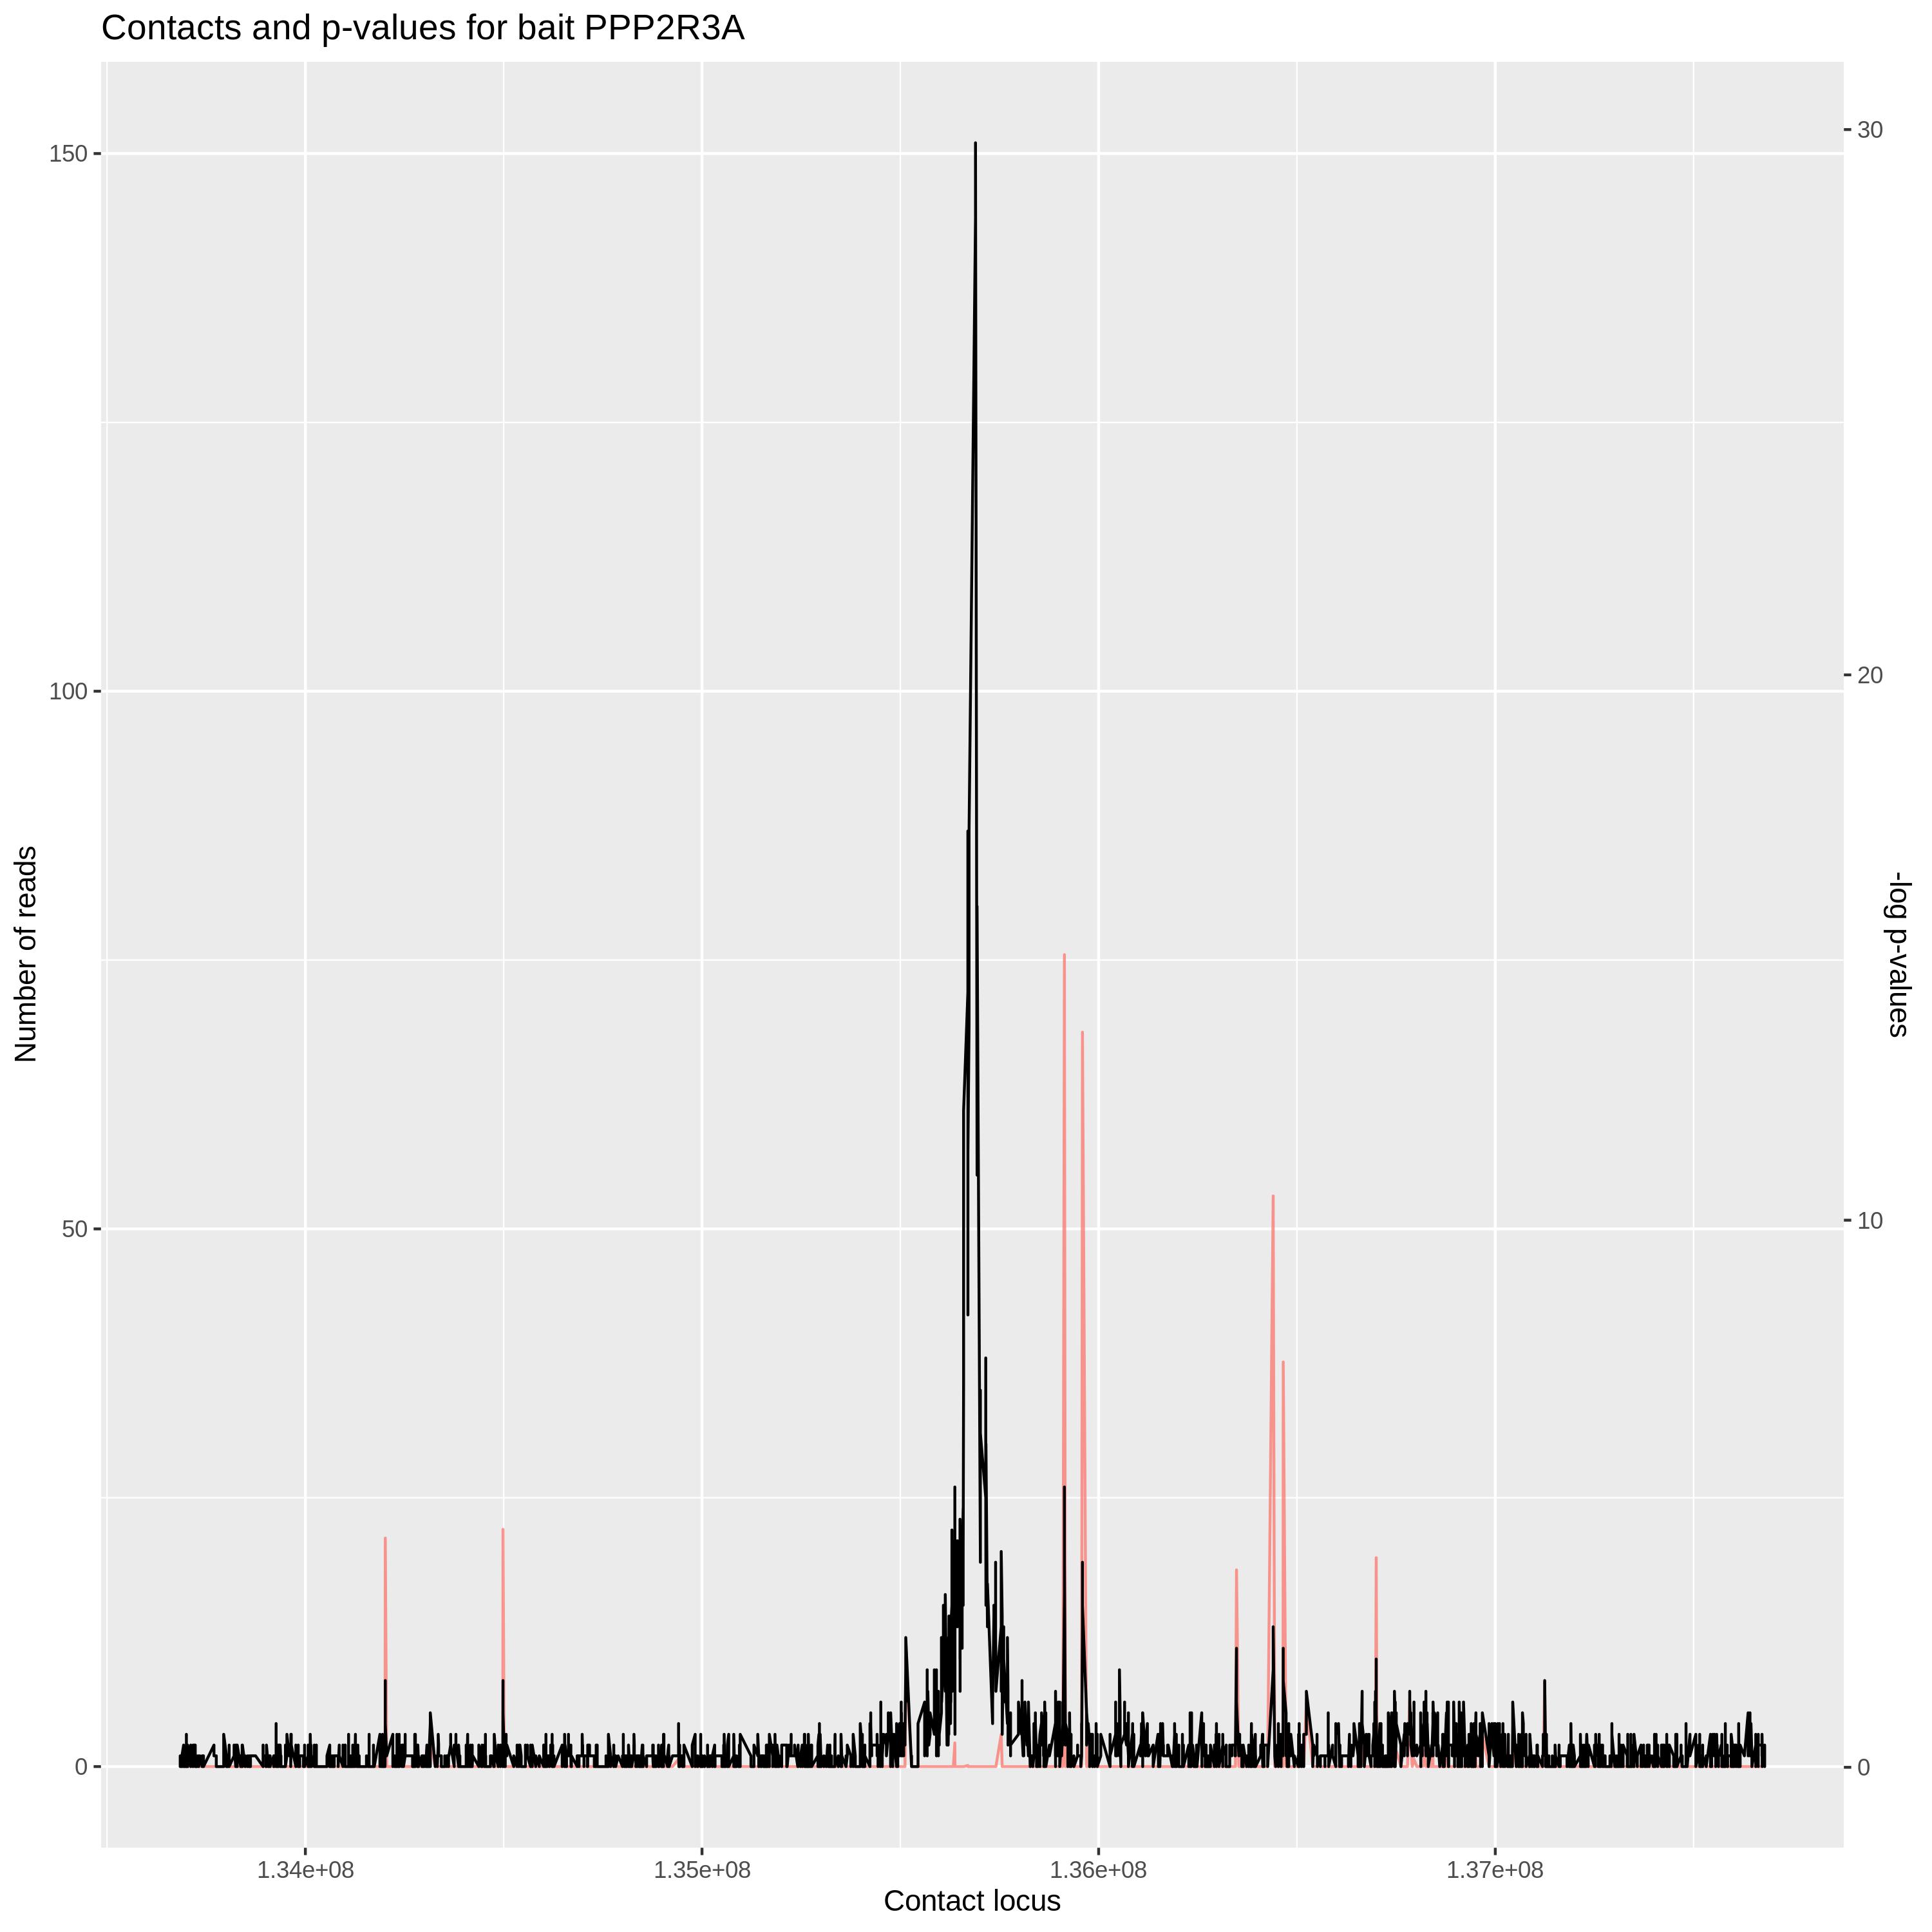 Contacts and p-values for bait PPP2R3A
150
100
50
0
Number of reads
30
20
10
0
-log p-values
1.34e+08 1.35e+08 1.36e+08 1.37e+08
Contact locus